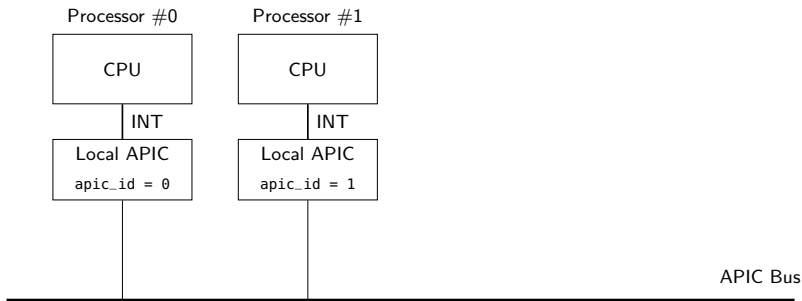 Processor #0
Processor #1
CPU
CPU
INT
INT
Local APIC
apic_id = 0
Local APIC
apic_id = 1
APIC Bus